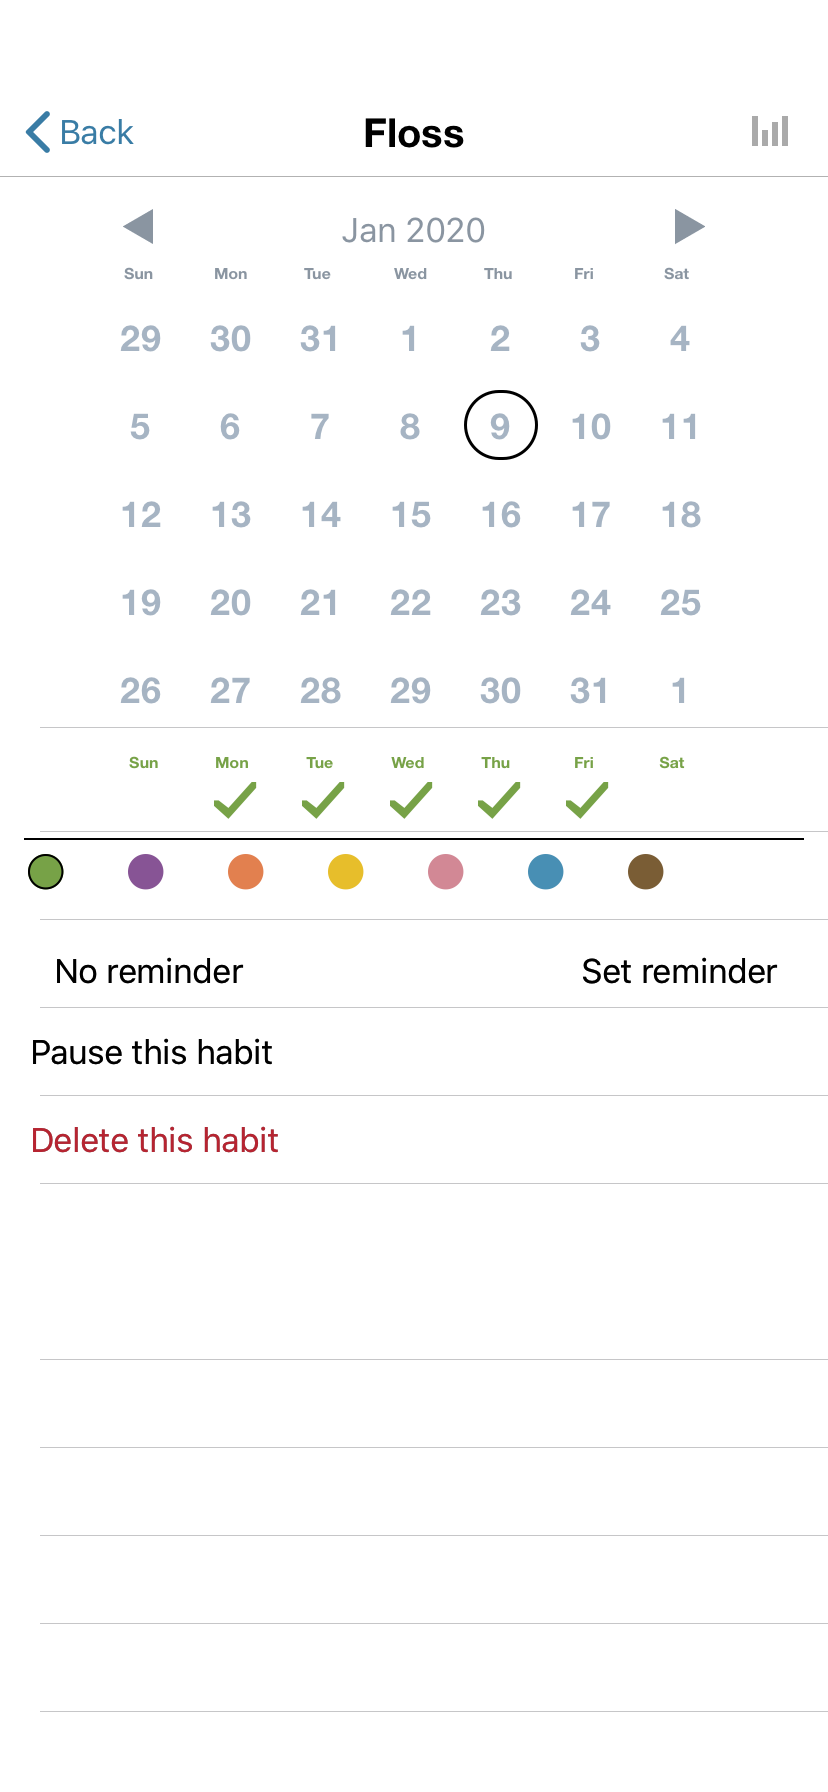 Back Floss
Jan 2020
Sun Mon Tue Wed Thu Fri Sat
29 30 31 1 2 3 4
5 6 7 8 9 10 11
12 13 14 15 16 17 18
19 20 21 22 23 24 25
26 27 28 29 30 31 1
Sun Mon Tue Wed Thu Fri Sat
No reminder Set reminder
Pause this habit
Delete this habit